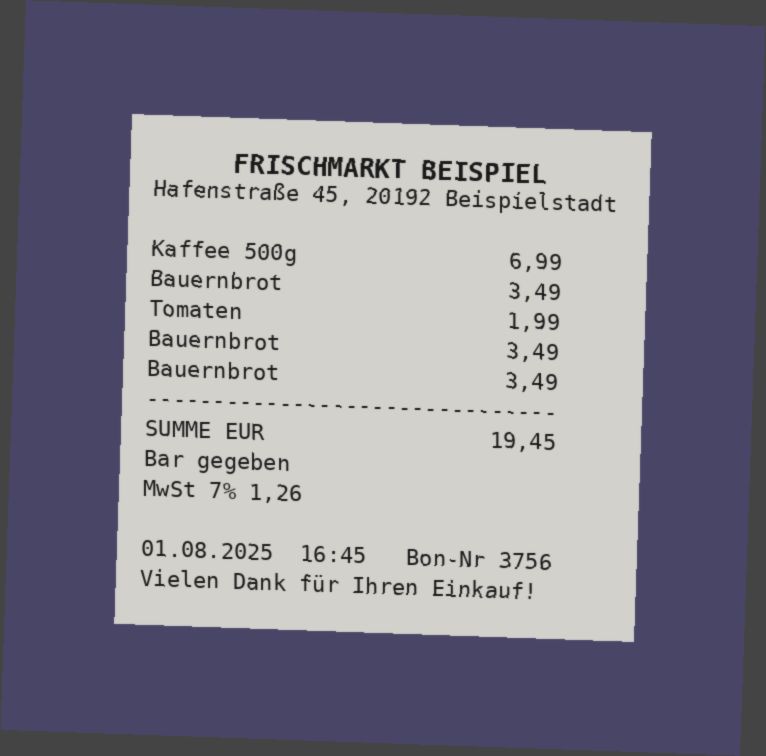 FRISCHMARKT BEISPIEL
Hafenstraße 45, 20192 Beispielstadt
Kaffee 500g 6,99
Bauernbrot 3,49
Tomaten 1,99
Bauernbrot 3,49
Bauernbrot 3,49
-------------------------------
SUMME EUR 19,45
Bar gegeben
MwSt 7% 1,26
01.08.2025 16:45 Bon-Nr 3756
Vielen Dank für Ihren Einkauf!